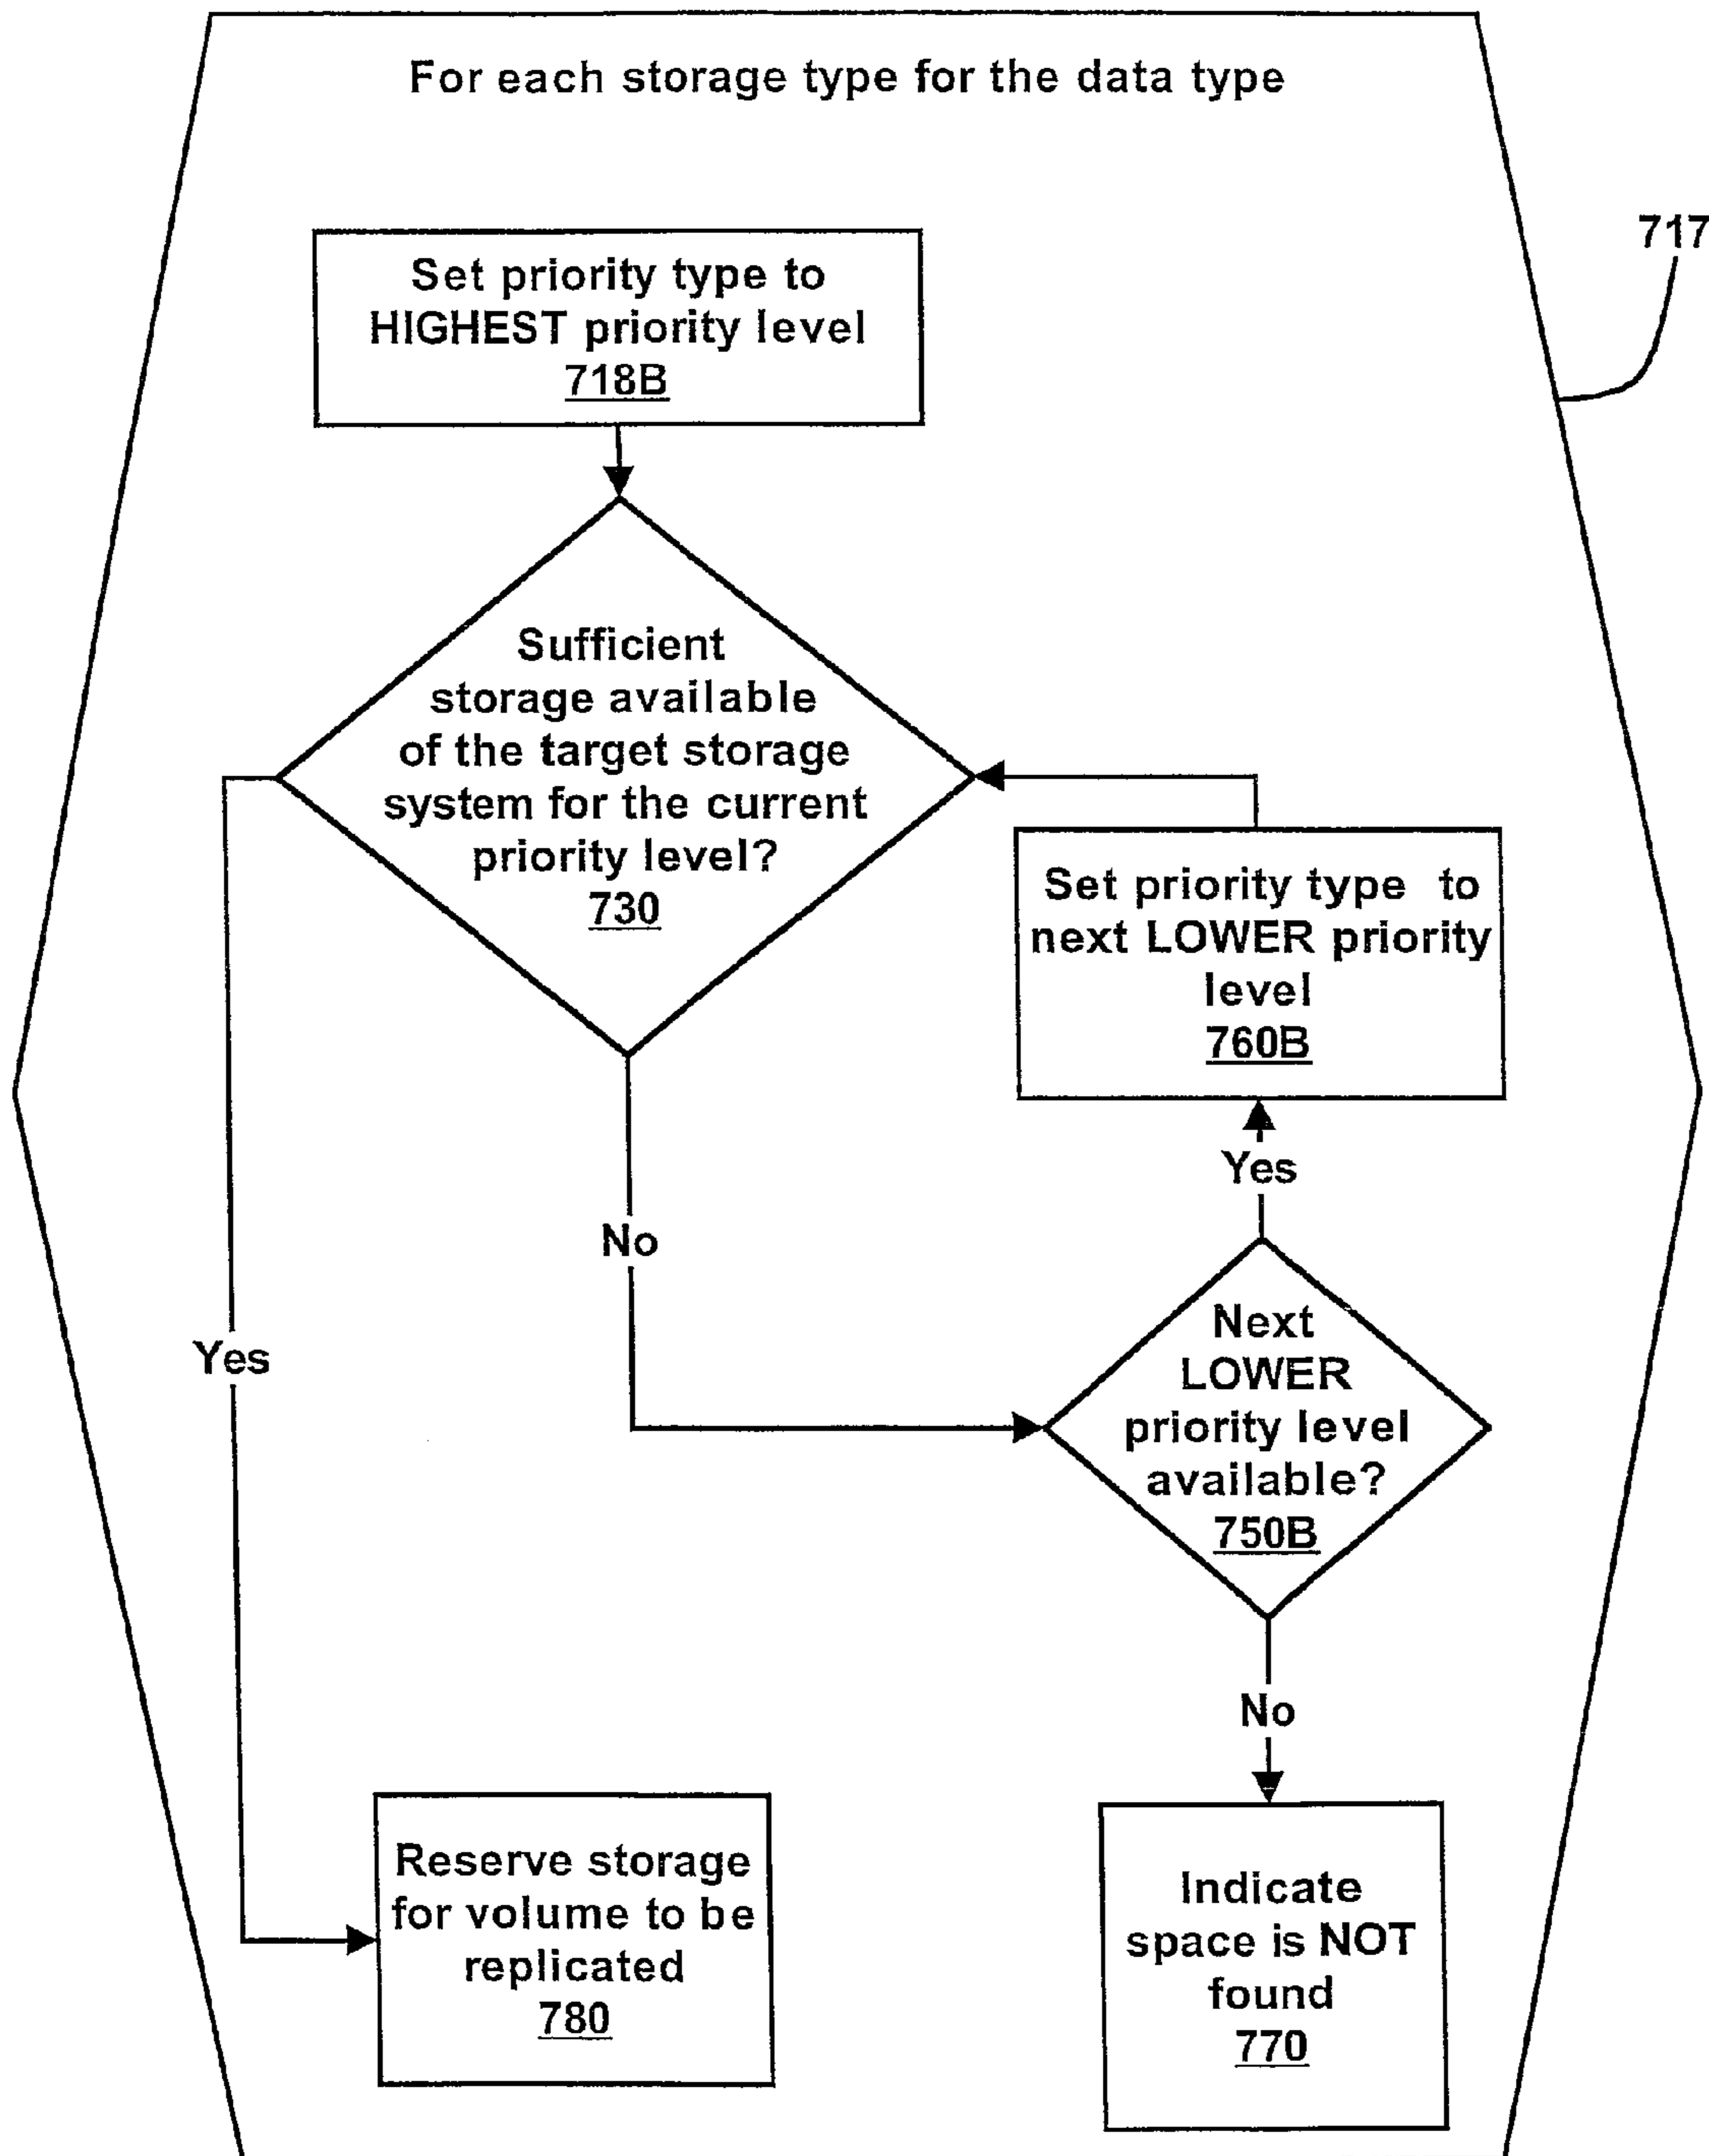 For each storage type for the data type
717
Set priority type to
HIGHEST priority level
718B
Sufficient
storage available
of the target storage
system for the current
priority level?
730
Set priority type to
next LOWER priority
level
760B
Yes
No
Next
LOWER
priority level
available?
750B
Yes
No
Reserve storage
for volume to be
replicated
780
Indicate
space is NOT
found
770